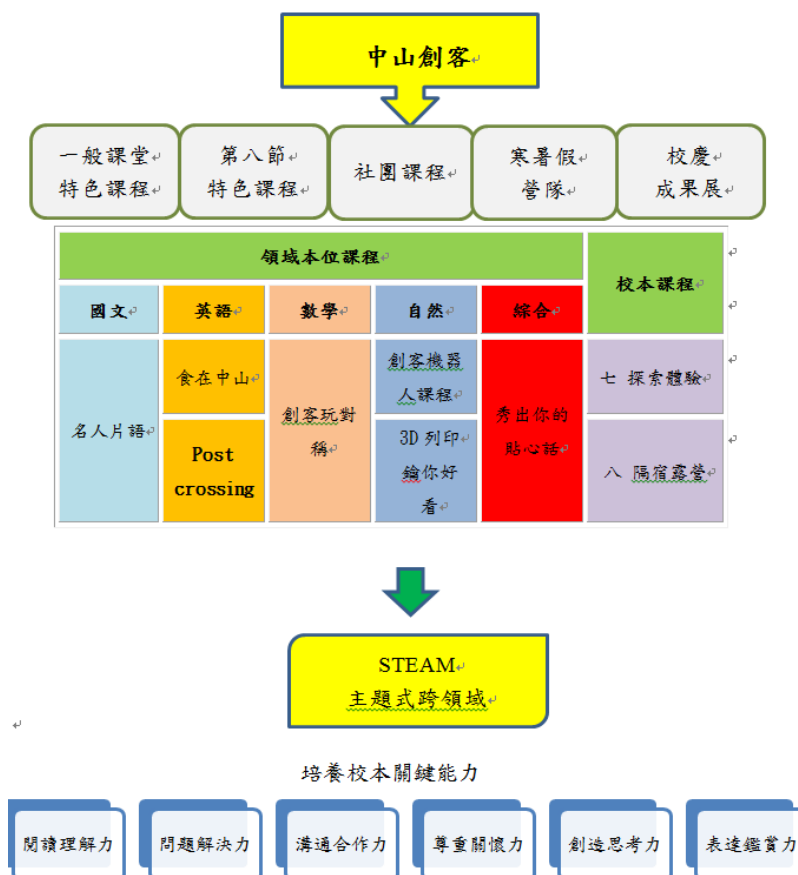 中山創客
一般課堂
特色課程
第八節
特色課程
社團課程
寒暑假
營隊
校慶
成果展
領域本位課程
校本課程
國文
英語
數學
自然
綜合
名人片語
食在中山
Post
crossing
創客玩對
稱
創客機器
人課程
3D 列印
鑰你好
看
秀出你的
貼心話
七 探索體驗
八 隔宿露營
STEAM
主題式跨領域
培養校本關鍵能力
閱讀理解力
問題解決力
溝通合作力
尊重關懷力
創造思考力
表達鑑賞力